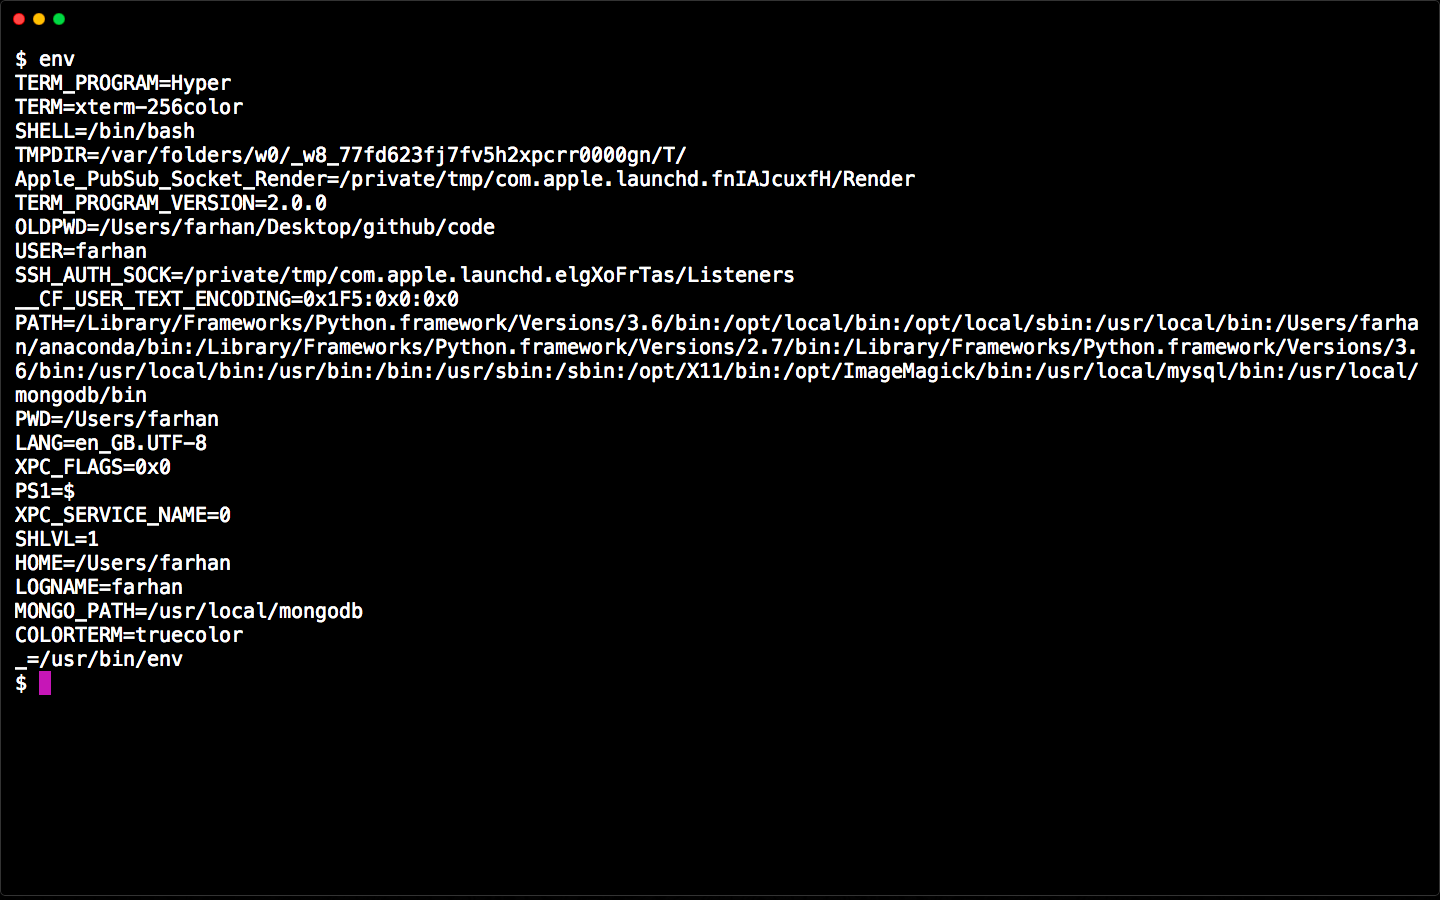 $ env
TERM_PROGRAM=Hyper
TERM=xterm-256color
SHELL=/bin/bash
TMPDIR=/var/folders/w0/_w8_77fd623fj7fv5h2xpcrr0000gn/T/
Apple_PubSub_Socket_Render=/private/tmp/com.apple.launchd.fnIAJcuxfH/Render
TERM_PROGRAM_VERSION=2.0.0
OLDPWD=/Users/farhan/Desktop/github/code
USER=farhan
SSH_AUTH_SOCK=/private/tmp/com.apple.launchd.elgXoFrTas/Listeners
__CF_USER_TEXT_ENCODING=0x1F5:0x0:0x0
PATH=/Library/Frameworks/Python.framework/Versions/3.6/bin:/opt/local/bin:/opt/local/sbin:/usr/local/bin:/Users/farha
n/anaconda/bin:/Library/Frameworks/Python.framework/Versions/2.7/bin:/Library/Frameworks/Python.framework/Versions/3.
6/bin:/usr/local/bin:/usr/bin:/bin:/usr/sbin:/sbin:/opt/X11/bin:/opt/ImageMagick/bin:/usr/local/mysql/bin:/usr/local/
mongodb/bin
PWD=/Users/farhan
LANG=en_GB.UTF-8
XPC_FLAGS=0x0
PS1=$
XPC_SERVICE_NAME=0
SHLVL=1
HOME=/Users/farhan
LOGNAME=farhan
MONGO_PATH=/usr/local/mongodb
COLORTERM=truecolor
_=/usr/bin/env
$